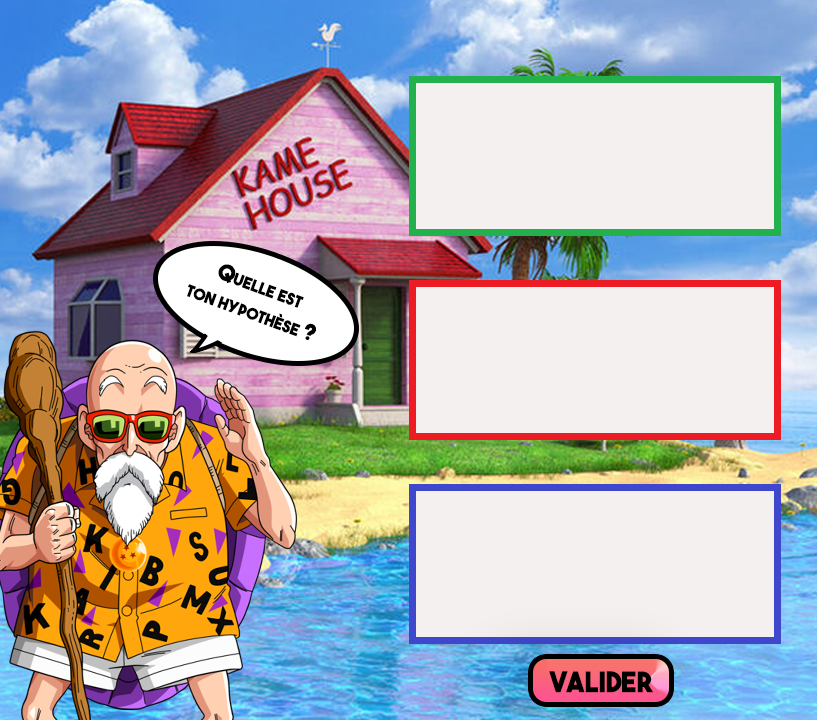 KAME
HOUSE
QUELLE EST
TON HYPOTHÈSE ?
VALIDER